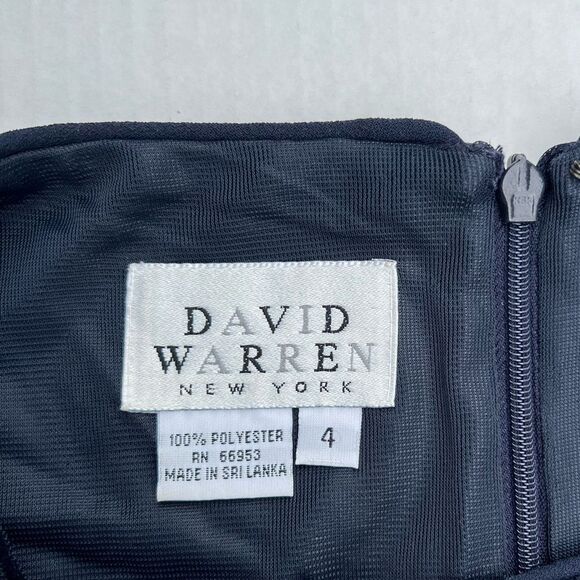 DAVID
WARREN
NEW YORK
100% POLYESTER
RN 66953
MADE IN SRI LANKA
4